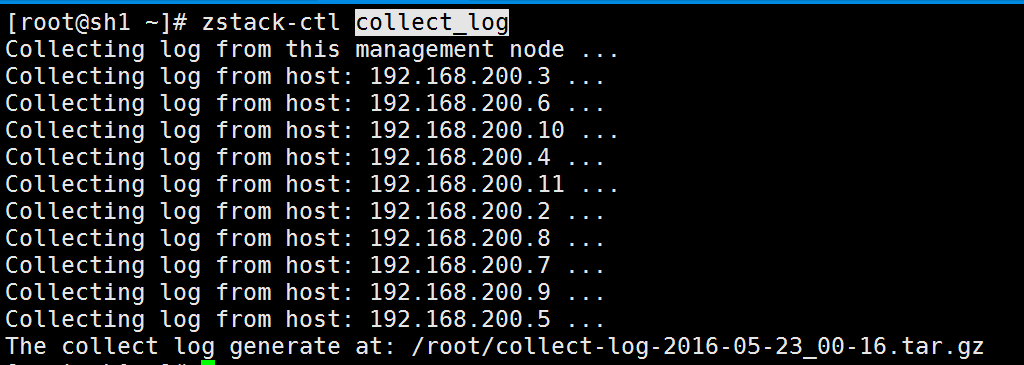 [root@sh1 ~]# zstack-ctl collect_log
Collecting log from this management node ...
Collecting log from host: 192.168.200.3 ...
Collecting log from host: 192.168.200.6 ...
Collecting log from host: 192.168.200.10 ...
Collecting log from host: 192.168.200.4 ...
Collecting log from host: 192.168.200.11 ...
Collecting log from host: 192.168.200.2 ...
Collecting log from host: 192.168.200.8 ...
Collecting log from host: 192.168.200.7 ...
Collecting log from host: 192.168.200.9 ...
Collecting log from host: 192.168.200.5 ...
The collect log generate at: /root/collect-log-2016-05-23_00-16.tar.gz